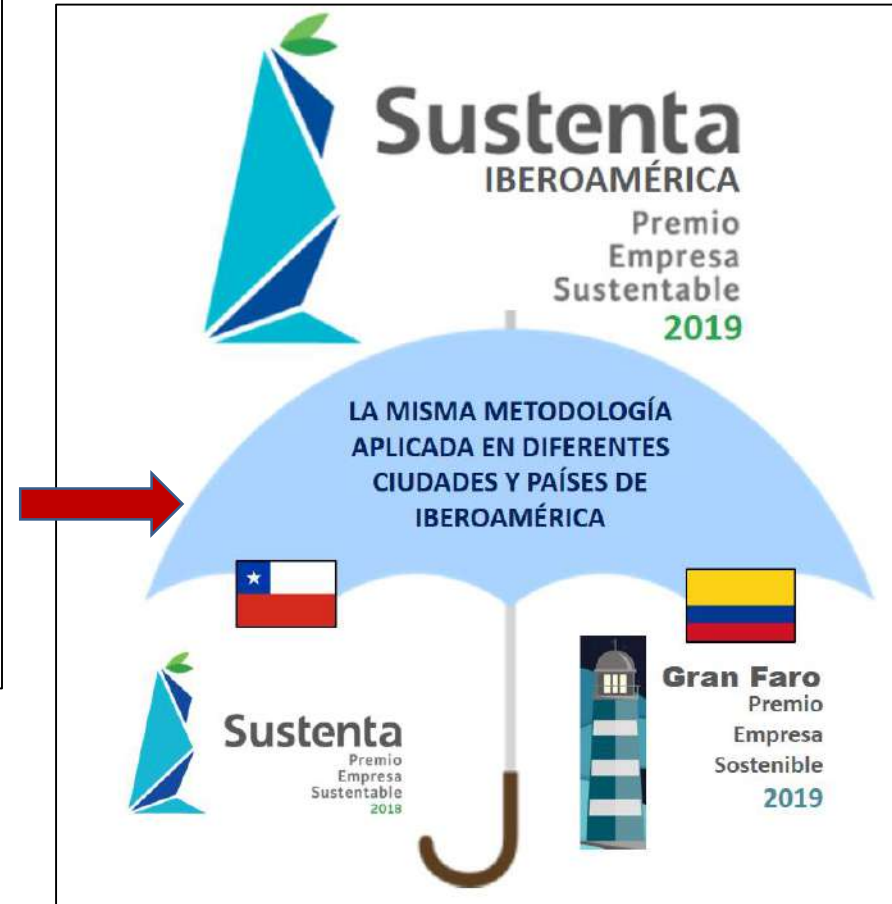 Sustenta
IBEROAMÉRICA
Premio
Empresa
Sustentable
2019
LA MISMA METODOLOGÍA
APLICADA EN DIFERENTES
CIUDADES Y PAÍSES DE
IBEROAMÉRICA
Sustenta
Premio
Empresa
Sustentable
2018
Gran Faro
Premio
Empresa
Sostenible
2019